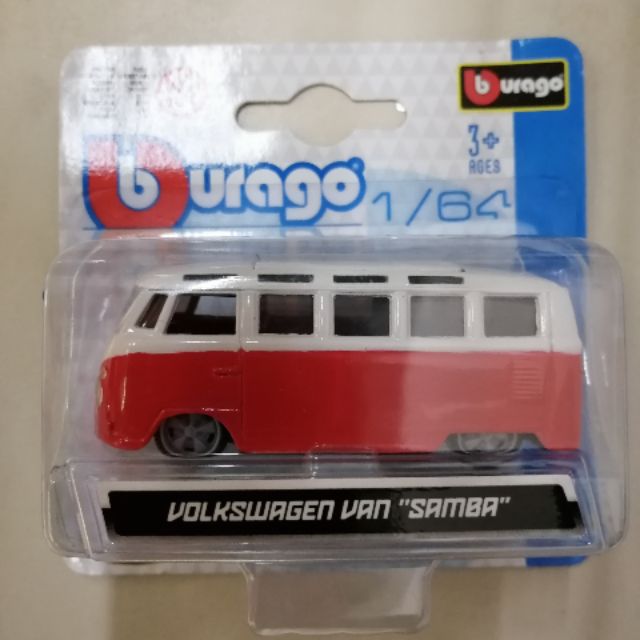 burago
3+
AGES
burago
1/64
VOLKSWAGEN VAN "SAMBA"